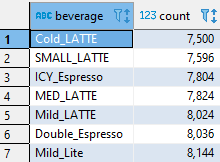 ABC beverage 123 count
1 Cold_LATTE 7,500
2 SMALL_LATTE 7,596
3 ICY_Espresso 7,804
4 MED_LATTE 7,824
5 Mild_LATTE 8,024
6 Double_Espresso 8,036
7 Mild_Lite 8,144